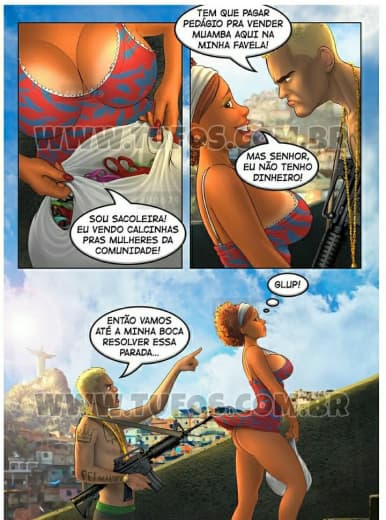 TEM QUE PAGAR
PEDÁGIO PRA VENDER
MUAMBA AQUI NA
MINHA FAVELA!
WWW.TUFOS.COM.BR
MAS SENHOR,
EU NÃO TENHO
DINHEIRO!
SOU SACOLEIRA!
EU VENDO CALCINHAS
PRAS MULHERES DA
COMUNIDADE!
GLUP!
ENTÃO VAMOS
ATÉ A MINHA BOCA
RESOLVER ESSA
PARADA...
WWW.TUFOS.COM.BR